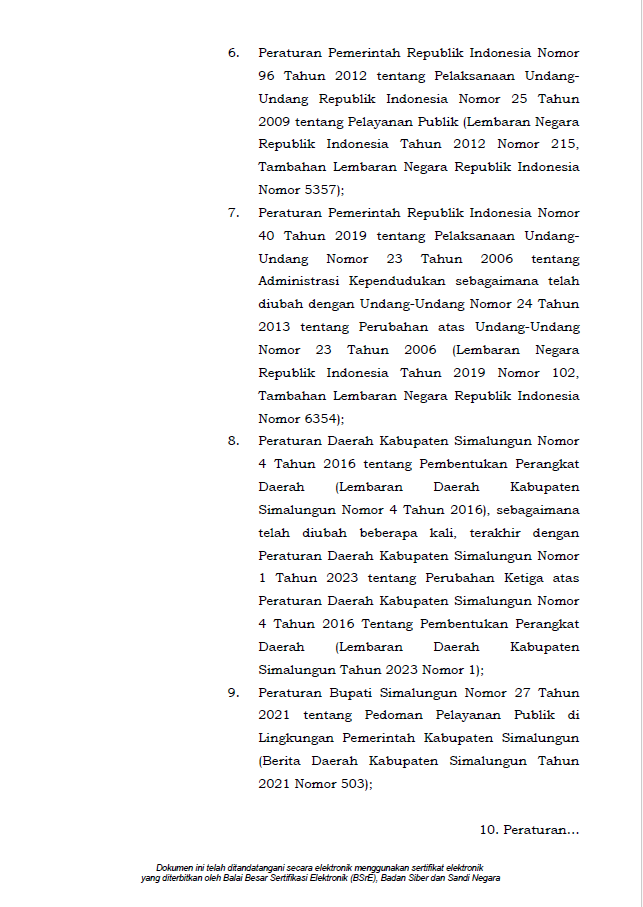 6. Peraturan Pemerintah Republik Indonesia Nomor
96 Tahun 2012 tentang Pelaksanaan Undang-
Undang Republik Indonesia Nomor 25 Tahun
2009 tentang Pelayanan Publik (Lembaran Negara
Republik Indonesia Tahun 2012 Nomor 215,
Tambahan Lembaran Negara Republik Indonesia
Nomor 5357);
7. Peraturan Pemerintah Republik Indonesia Nomor
40 Tahun 2019 tentang Pelaksanaan Undang-
Undang Nomor 23 Tahun 2006 tentang
Administrasi Kependudukan sebagaimana telah
diubah dengan Undang-Undang Nomor 24 Tahun
2013 tentang Perubahan atas Undang-Undang
Nomor 23 Tahun 2006 (Lembaran Negara
Republik Indonesia Tahun 2019 Nomor 102,
Tambahan Lembaran Negara Republik Indonesia
Nomor 6354);
8. Peraturan Daerah Kabupaten Simalungun Nomor
4 Tahun 2016 tentang Pembentukan Perangkat
Daerah (Lembaran Daerah Kabupaten
Simalungun Nomor 4 Tahun 2016), sebagaimana
telah diubah beberapa kali, terakhir dengan
Peraturan Daerah Kabupaten Simalungun Nomor
1 Tahun 2023 tentang Perubahan Ketiga atas
Peraturan Daerah Kabupaten Simalungun Nomor
4 Tahun 2016 Tentang Pembentukan Perangkat
Daerah (Lembaran Daerah Kabupaten
Simalungun Tahun 2023 Nomor 1);
9. Peraturan Bupati Simalungun Nomor 27 Tahun
2021 tentang Pedoman Pelayanan Publik di
Lingkungan Pemerintah Kabupaten Simalungun
(Berita Daerah Kabupaten Simalungun Tahun
2021 Nomor 503);
10. Peraturan...
Dokumen ini telah ditandatangani secara elektronik menggunakan sertifikat elektronik
yang diterbitkan oleh Balai Besar Sertifikasi Elektronik (BSrE), Badan Siber dan Sandi Negara